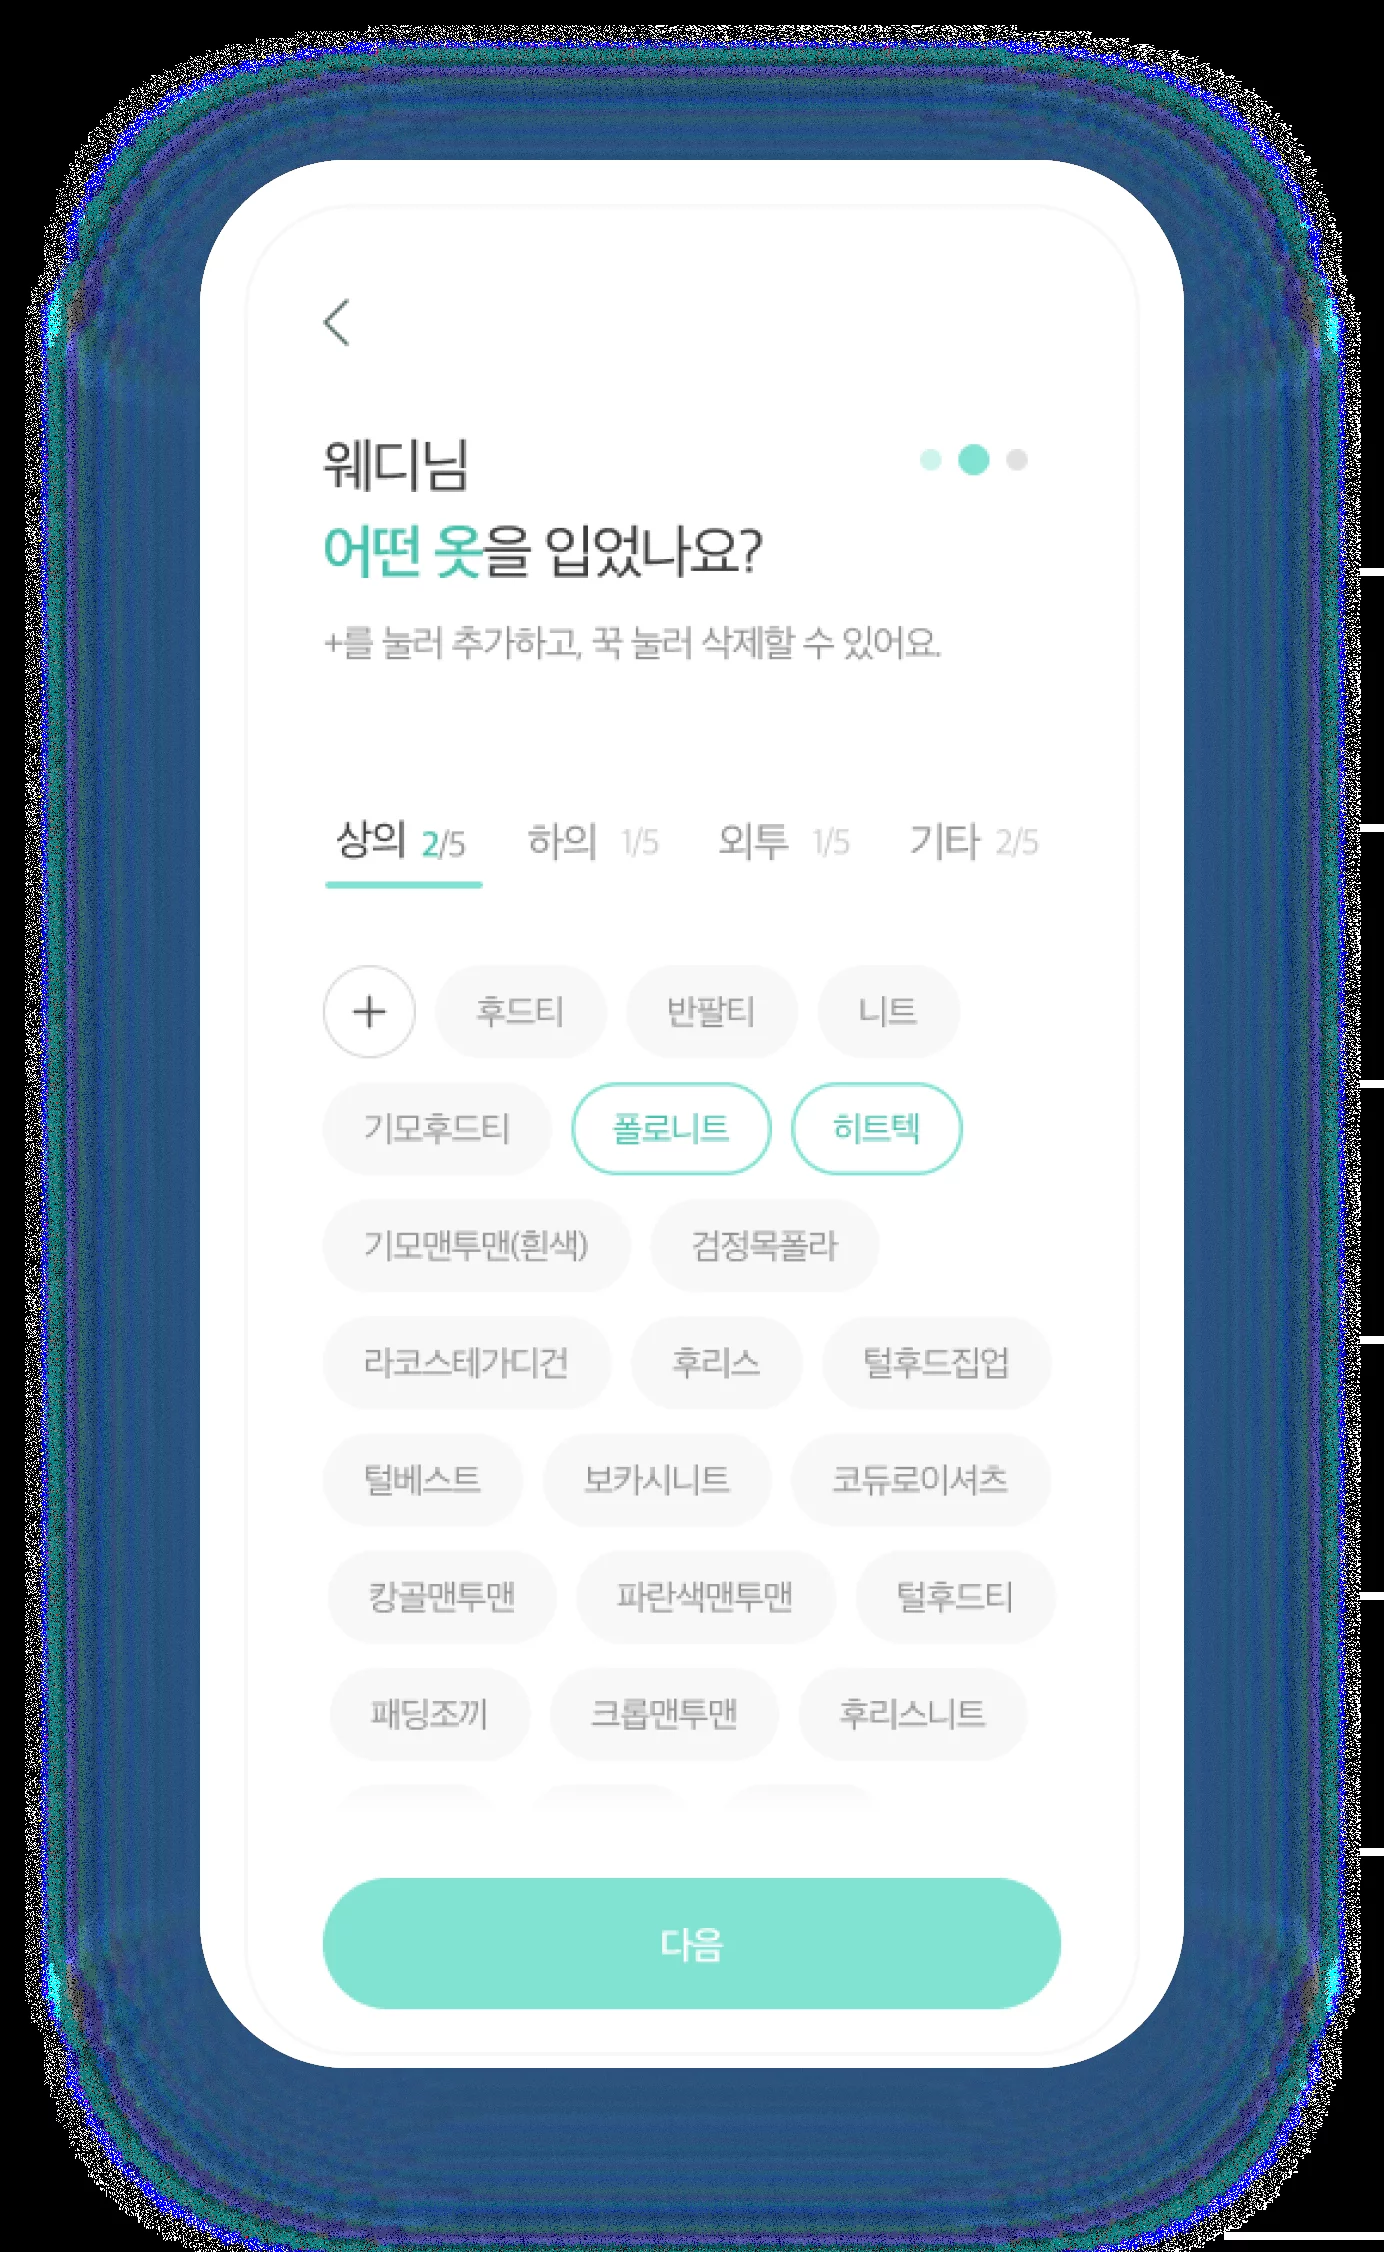 웨디님
어떤 옷을 입었나요?
+를 눌러 추가하고, 꾹 눌러 삭제할 수 있어요.
상의 2/5 하의 1/5 외투 1/5 기타 2/5
+ 후드티 반팔티 니트
기모후드티 폴로니트 히트텍
기모맨투맨(흰색) 검정목폴라
라코스테가디건 후리스 털후드집업
털베스트 보카시니트 코듀로이셔츠
캉골맨투맨 파란색맨투맨 털후드티
패딩조끼 크롭맨투맨 후리스니트
다음